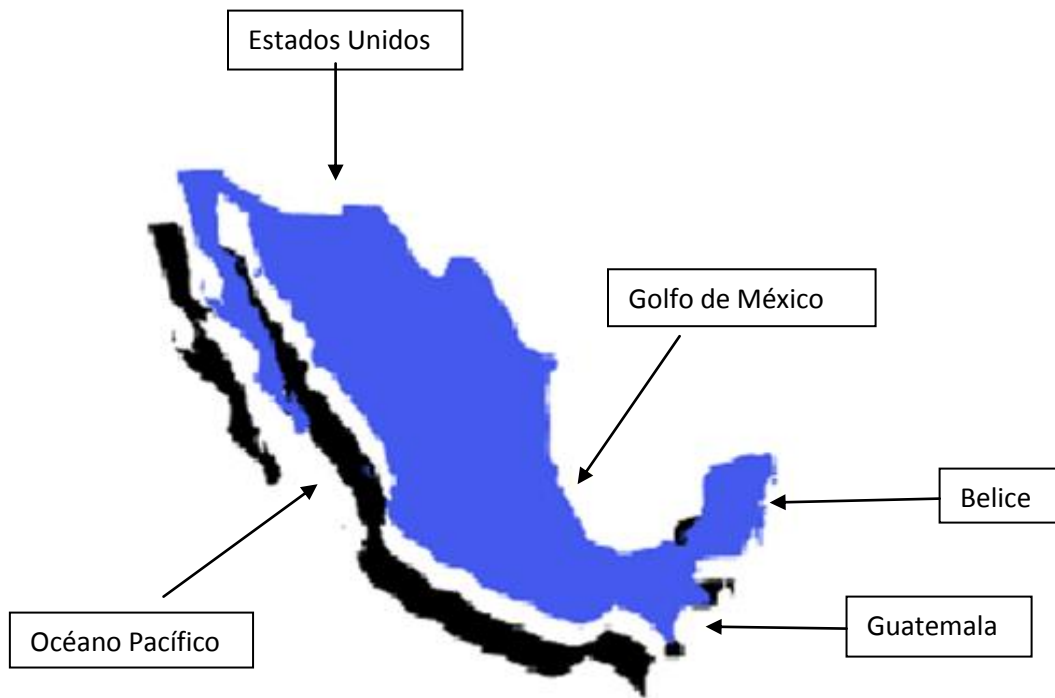 Estados Unidos
Golfo de México
Belice
Guatemala
Océano Pacífico